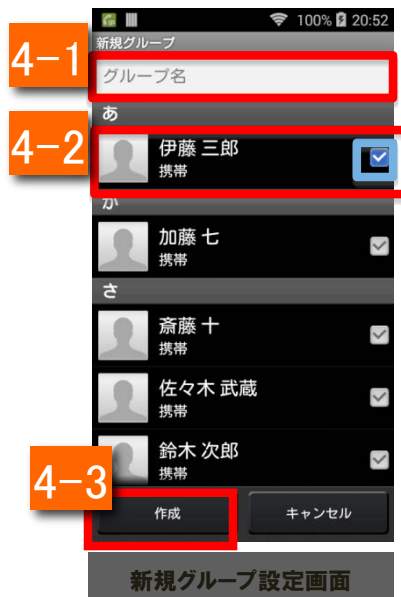 100% 20:52
新規グループ
4-1
グループ名
あ
4-2
伊藤 三郎
携帯
か
加藤 七
携帯
さ
斎藤 十
携帯
佐々木 武蔵
携帯
鈴木 次郎
携帯
4-3
作成
キャンセル
新規グループ設定画面